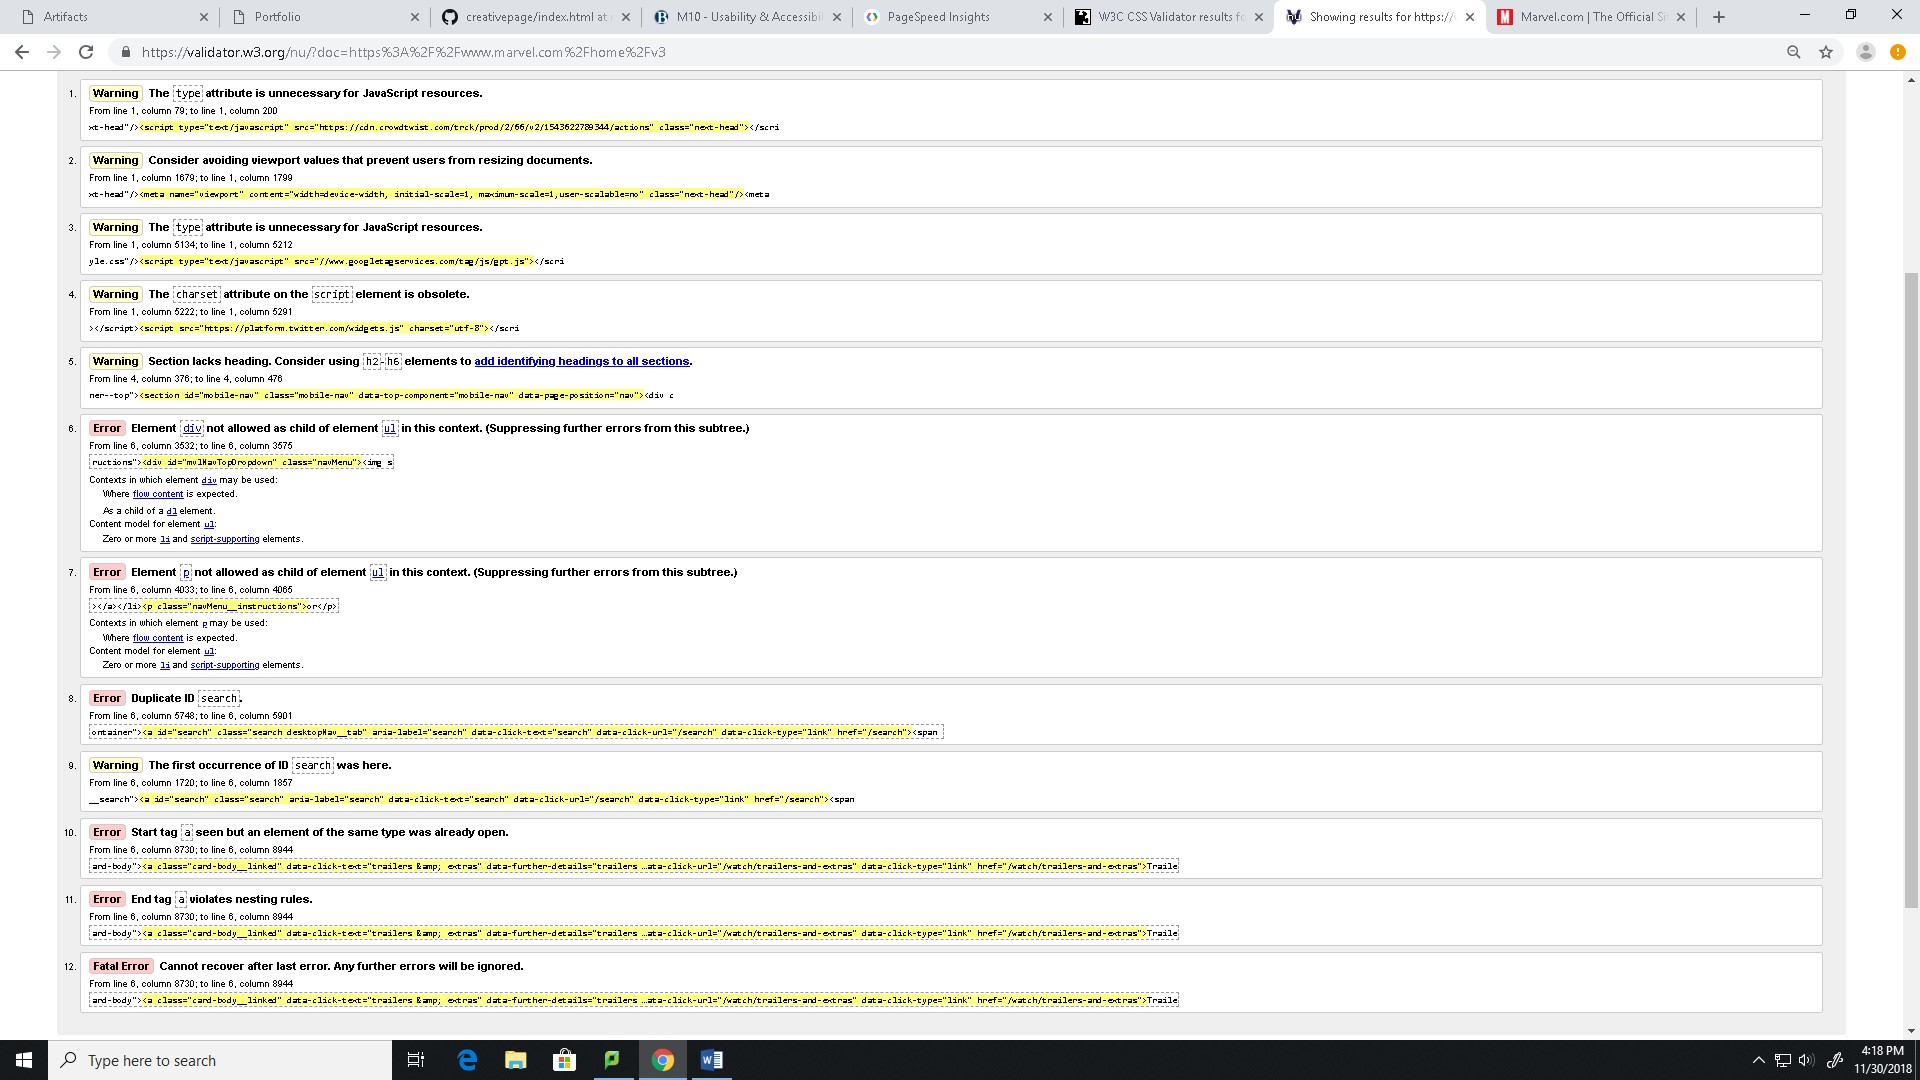 Artifacts
Portfolio
creativepage/index.html at
M10 - Usability & Accessibil
PageSpeed Insights
W3C CSS Validator results fo
Showing results for https://
Marvel.com | The Official Si
https://validator.w3.org/nu/?doc=https%3A%2F%2Fwww.marvel.com%2Fhome%2Fv3
1. Warning The type attribute is unnecessary for JavaScript resources.
From line 1, column 79; to line 1, column 200
xt-head"/><script type="text/javascript" src="https://cdn.crowdtwist.com/trck/prod/2/66/v2/1543622789344/actions" class="next-head"></scri
2. Warning Consider avoiding viewport values that prevent users from resizing documents.
From line 1, column 1679; to line 1, column 1799
xt-head"/><meta name="viewport" content="width=device-width, initial-scale=1, maximum-scale=1,user-scalable=no" class="next-head"/><meta
3. Warning The type attribute is unnecessary for JavaScript resources.
From line 1, column 5134; to line 1, column 5212
yle.css"/><script type="text/javascript" src="//www.googletagservices.com/tag/js/gpt.js"></scri
4. Warning The charset attribute on the script element is obsolete.
From line 1, column 5222; to line 1, column 5291
></script><script src="https://platform.twitter.com/widgets.js" charset="utf-8"></scri
5. Warning Section lacks heading. Consider using h2-h6 elements to add identifying headings to all sections.
From line 4, column 376; to line 4, column 476
ner--top"><section id="mobile-nav" class="mobile-nav" data-top-component="mobile-nav" data-page-position="nav"><div c
6. Error Element div not allowed as child of element ul in this context. (Suppressing further errors from this subtree.)
From line 6, column 3532; to line 6, column 3575
ructions"><div id="mvlNavTopDropdown" class="navMenu"><img s
Contexts in which element div may be used:
Where flow content is expected.
As a child of a dl element.
Content model for element ul:
Zero or more li and script-supporting elements.
7. Error Element p not allowed as child of element ul in this context. (Suppressing further errors from this subtree.)
From line 6, column 4033; to line 6, column 4065
></a></li><p class="navMenu__instructions">or</p>
Contexts in which element p may be used:
Where flow content is expected.
Content model for element ul:
Zero or more li and script-supporting elements.
8. Error Duplicate ID search.
From line 6, column 5748; to line 6, column 5901
ontainer"><a id="search" class="search desktopNav__tab" aria-label="search" data-click-text="search" data-click-url="/search" data-click-type="link" href="/search"><span
9. Warning The first occurrence of ID search was here.
From line 6, column 1720; to line 6, column 1857
__search"><a id="search" class="search" aria-label="search" data-click-text="search" data-click-url="/search" data-click-type="link" href="/search"><span
10. Error Start tag a seen but an element of the same type was already open.
From line 6, column 8730; to line 6, column 8944
ard-body"><a class="card-body__linked" data-click-text="trailers &amp; extras" data-further-details="trailers …ata-click-url="/watch/trailers-and-extras" data-click-type="link" href="/watch/trailers-and-extras">Traile
11. Error End tag a violates nesting rules.
From line 6, column 8730; to line 6, column 8944
ard-body"><a class="card-body__linked" data-click-text="trailers &amp; extras" data-further-details="trailers …ata-click-url="/watch/trailers-and-extras" data-click-type="link" href="/watch/trailers-and-extras">Traile
12. Fatal Error Cannot recover after last error. Any further errors will be ignored.
From line 6, column 8730; to line 6, column 8944
ard-body"><a class="card-body__linked" data-click-text="trailers &amp; extras" data-further-details="trailers …ata-click-url="/watch/trailers-and-extras" data-click-type="link" href="/watch/trailers-and-extras">Traile
Type here to search
4:18 PM
11/30/2018